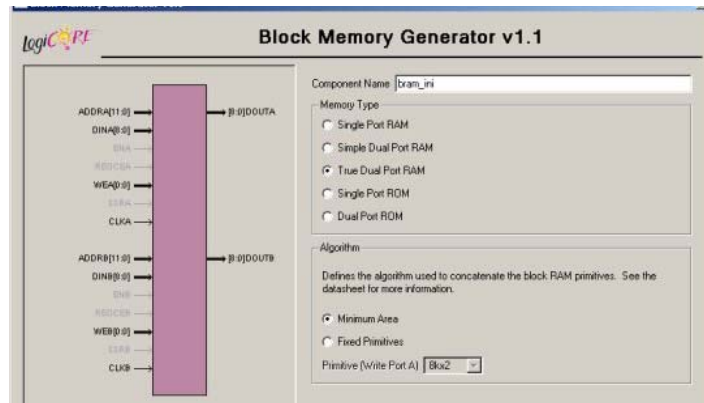 logiCORE
Block Memory Generator v1.1
Component Name bram_ini
Memory Type
Single Port RAM
Simple Dual Port RAM
True Dual Port RAM
Single Port ROM
Dual Port ROM
Algorithm
Defines the algorithm used to concatenate the block RAM primitives. See the
datasheet for more information.
Minimum Area
Fixed Primitives
Primitive (Write Port A) 8kx2
ADDRA[11:0]
[8:0]DOUTA
DINA[8:0]
ENA
REGCEA
WEA[0:0]
SSRA
CLKA
ADDRB[11:0]
[8:0]DOUTB
DINB[8:0]
ENB
REGCEB
WEB[0:0]
SSRB
CLKB